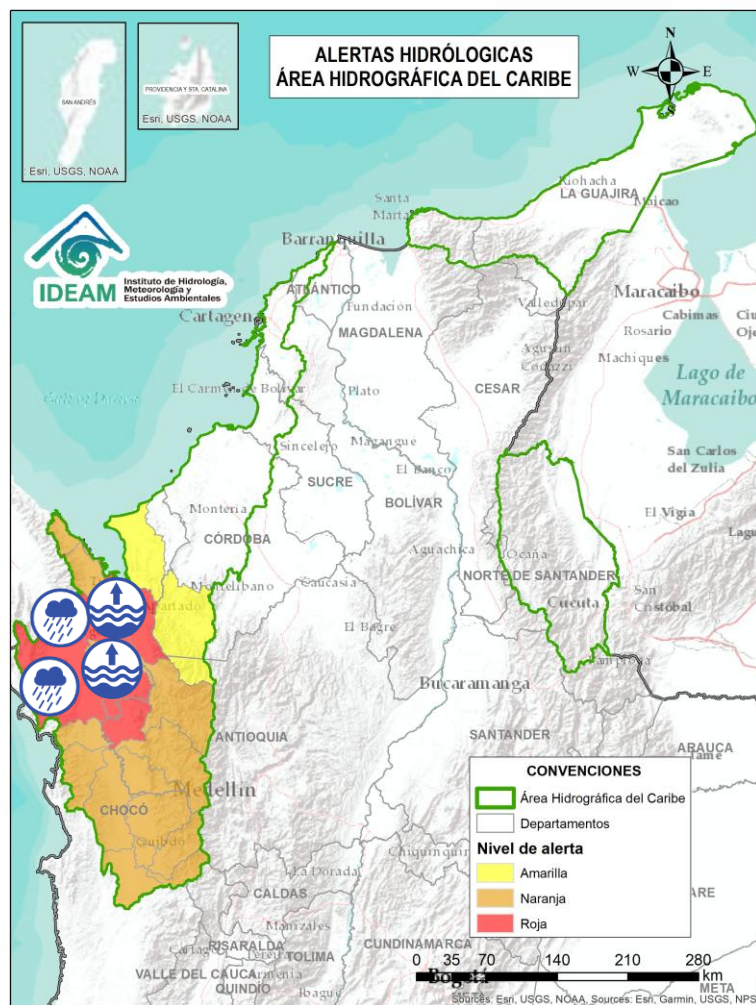 ALERTAS HIDRÓLOGICAS
ÁREA HIDROGRÁFICA DEL CARIBE
N
W
E
S
SAN ANDRÉS
Esri, USGS, NOAA
PROVIDENCIA Y STA. CATALINA
Esri, USGS, NOAA
IDEAM
Instituto de Hidrología,
Meteorología y
Estudios Ambientales
Riohacha
LA GUAJIRA
Maicao
Santa
Marta
Barranquilla
ATLÁNTICO
Cartagena
Fundación
Valledupar
Maracaibo
MAGDALENA
Cabimas
Rosario
Agustín
Codazzi
Machiques
CESAR
El Carmen de Bolívar
Plato
Lago de
Maracaibo
Sincelejo
Magangué
San Carlos
del Zulia
El Banco
SUCRE
BOLÍVAR
Montería
El Vigía
CÓRDOBA
Aguachica
Ocaña
Montelíbano
Caucasia
NORTE DE SANTANDER
Cúcuta
San
Cristóbal
El Bagre
Pamplona
Bucaramanga
ANTIOQUIA
SANTANDER
ARAUCA
Medellín
CHOCÓ
Quibdó
La Dorada
CALDAS
Manizales
RISARALDA
TOLIMA
CUNDINAMARCA
VALLE DEL CAUCA
Armenia
QUINDÍO
Ibagué
Bogotá
META
CONVENCIONES
Área Hidrográfica del Caribe
Departamentos
Nivel de alerta
Amarilla
Naranja
Roja
0 35 70 140 210 280
km
Sources: Esri, USGS, NOAA, Sources: Esri, Garmin, USGS, NPS